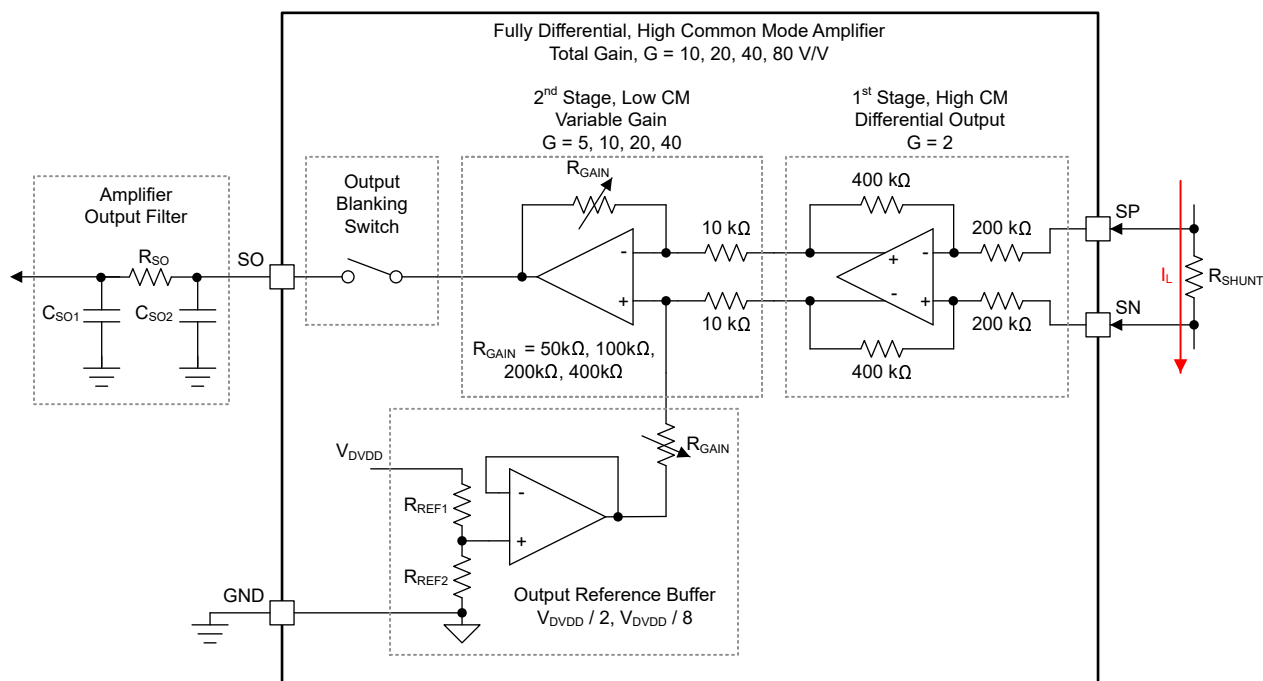 Fully Differential, High Common Mode Amplifier
Total Gain, G = 10, 20, 40, 80 V/V
2nd Stage, Low CM
Variable Gain
G = 5, 10, 20, 40
1st Stage, High CM
Differential Output
G = 2
Amplifier
Output Filter
Output
Blanking
Switch
RGAIN
400 kΩ
10 kΩ
200 kΩ
SP
RSO
SO
-
+
+
-
-
+
IL
RSHUNT
CSO1
CSO2
10 kΩ
200 kΩ
SN
400 kΩ
RGAIN = 50kΩ, 100kΩ,
200kΩ, 400kΩ
RGAIN
VDVDD
RREF1
-
+
RREF2
GND
Output Reference Buffer
VDVDD / 2, VDVDD / 8